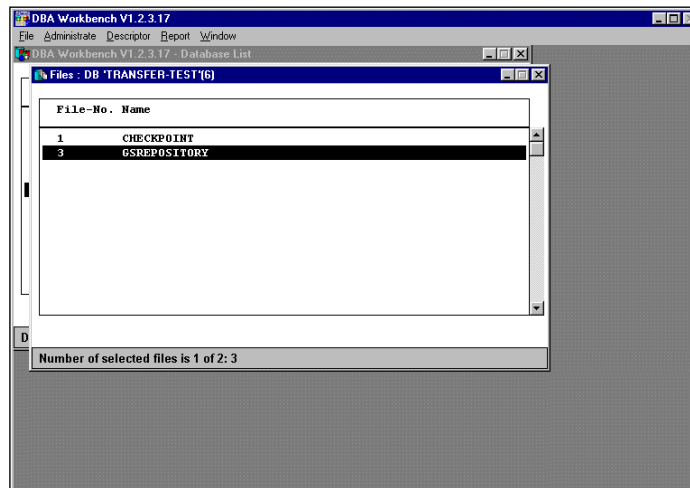 DBA Workbench V1.2.3.17
File Administrate Descriptor Report Window
DBA Workbench V1.2.3.17 - Database List
Files : DB 'TRANSFER-TEST'(6)
File-No. Name
1 CHECKPOINT
3 GSREPOSITORY
D
Number of selected files is 1 of 2: 3